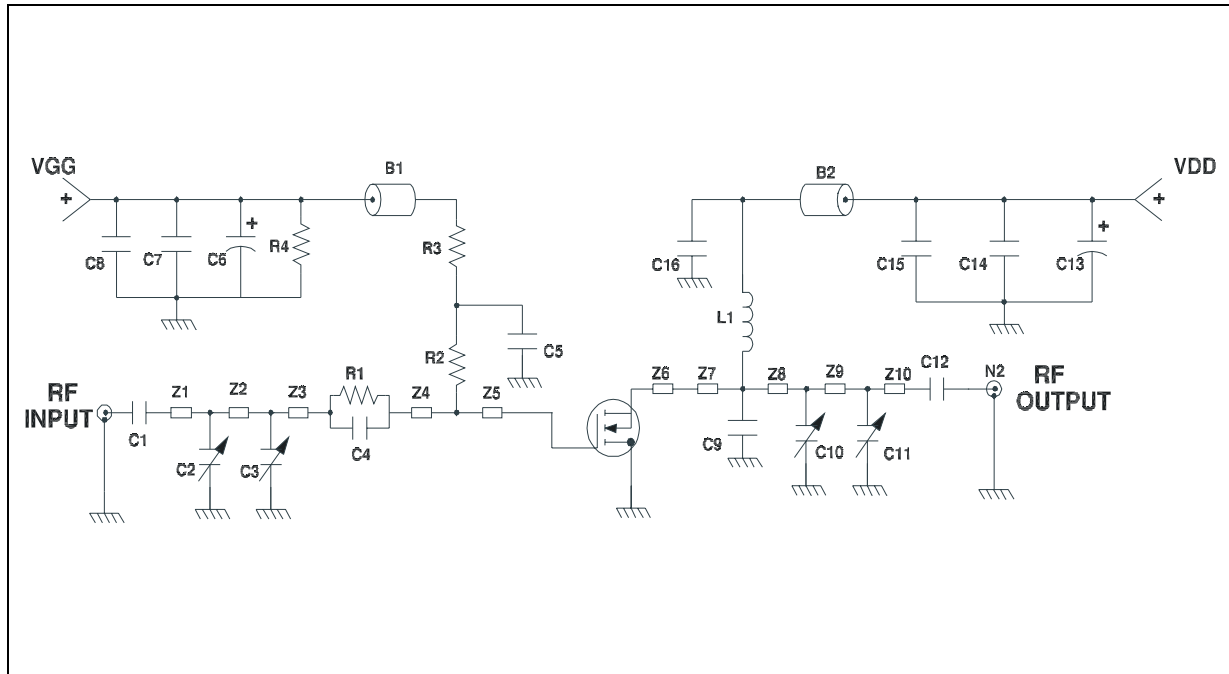 VGG
VDD
B1
B2
+
+
+
+
C8
C7
C6
R4
R3
C16
C15
C14
C13
L1
R2
C5
RF
INPUT
Z1
Z2
Z3
R1
Z4
Z5
Z6
Z7
Z8
Z9
Z10
C12
N2
RF
OUTPUT
C1
C2
C3
C4
C9
C10
C11